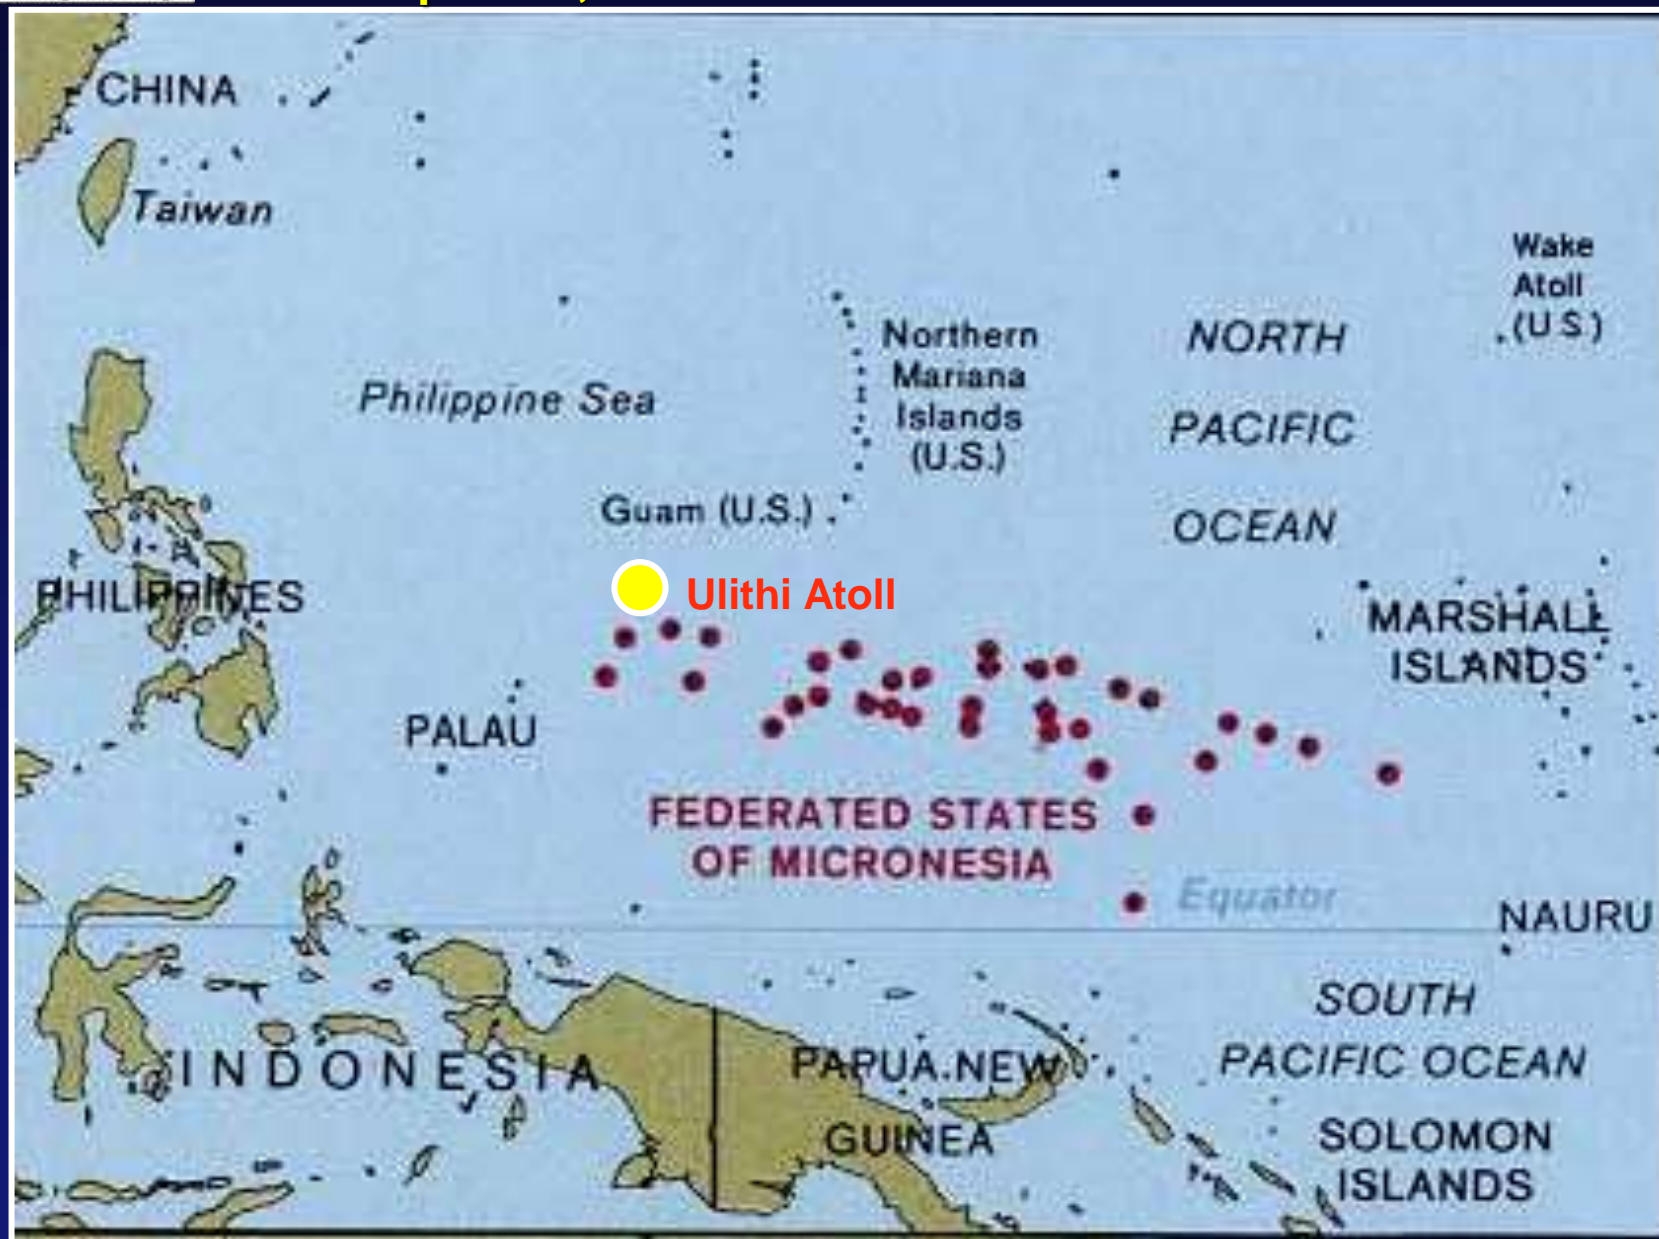 CHINA
Taiwan
Wake
Atoll
(U.S.)
Northern
Mariana
Islands
(U.S.)
NORTH
PACIFIC
OCEAN
Philippine Sea
Guam (U.S.)
Ulithi Atoll
PHILIPPINES
MARSHALL
ISLANDS
PALAU
FEDERATED STATES
OF MICRONESIA
Equator
NAURU
SOUTH
PACIFIC OCEAN
INDONESIA
PAPUA NEW
GUINEA
SOLOMON
ISLANDS